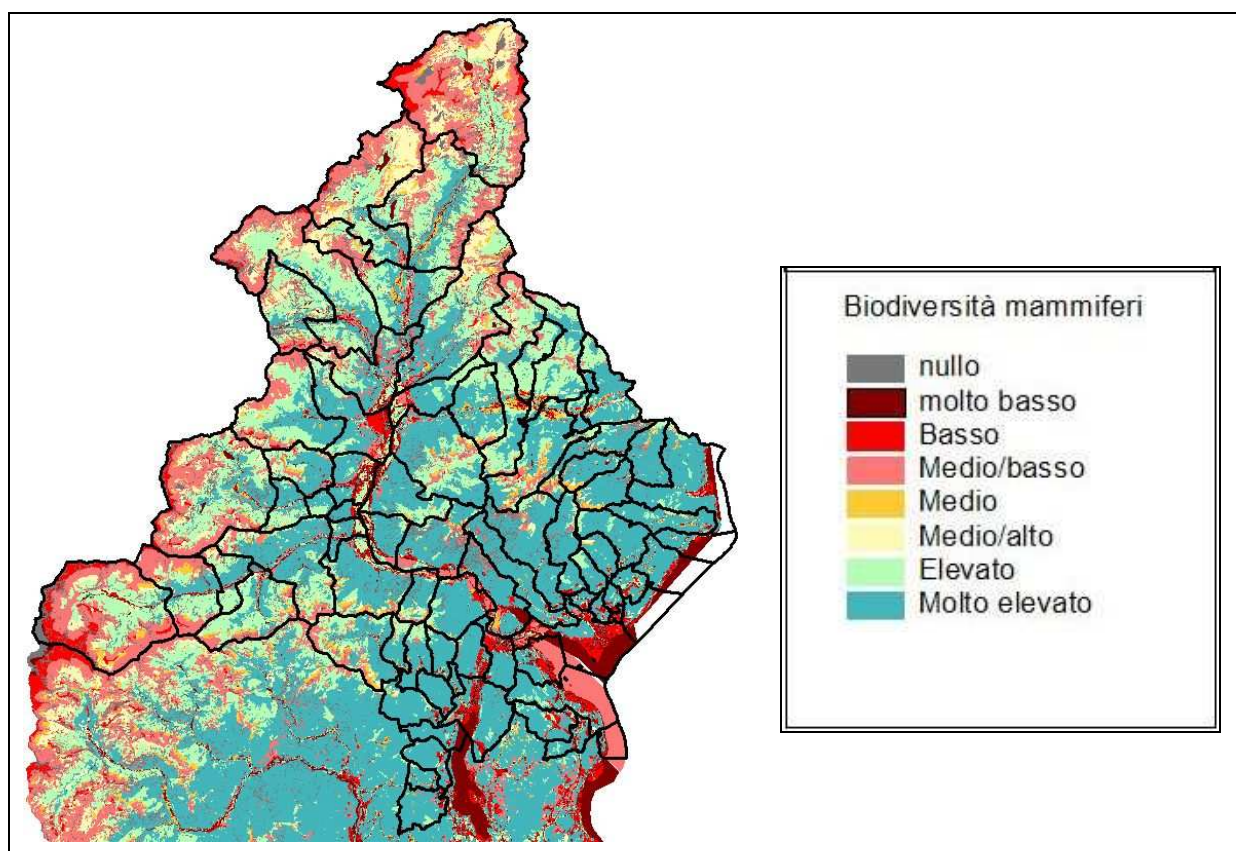 Biodiversità mammiferi
nullo
molto basso
Basso
Medio/basso
Medio
Medio/alto
Elevato
Molto elevato